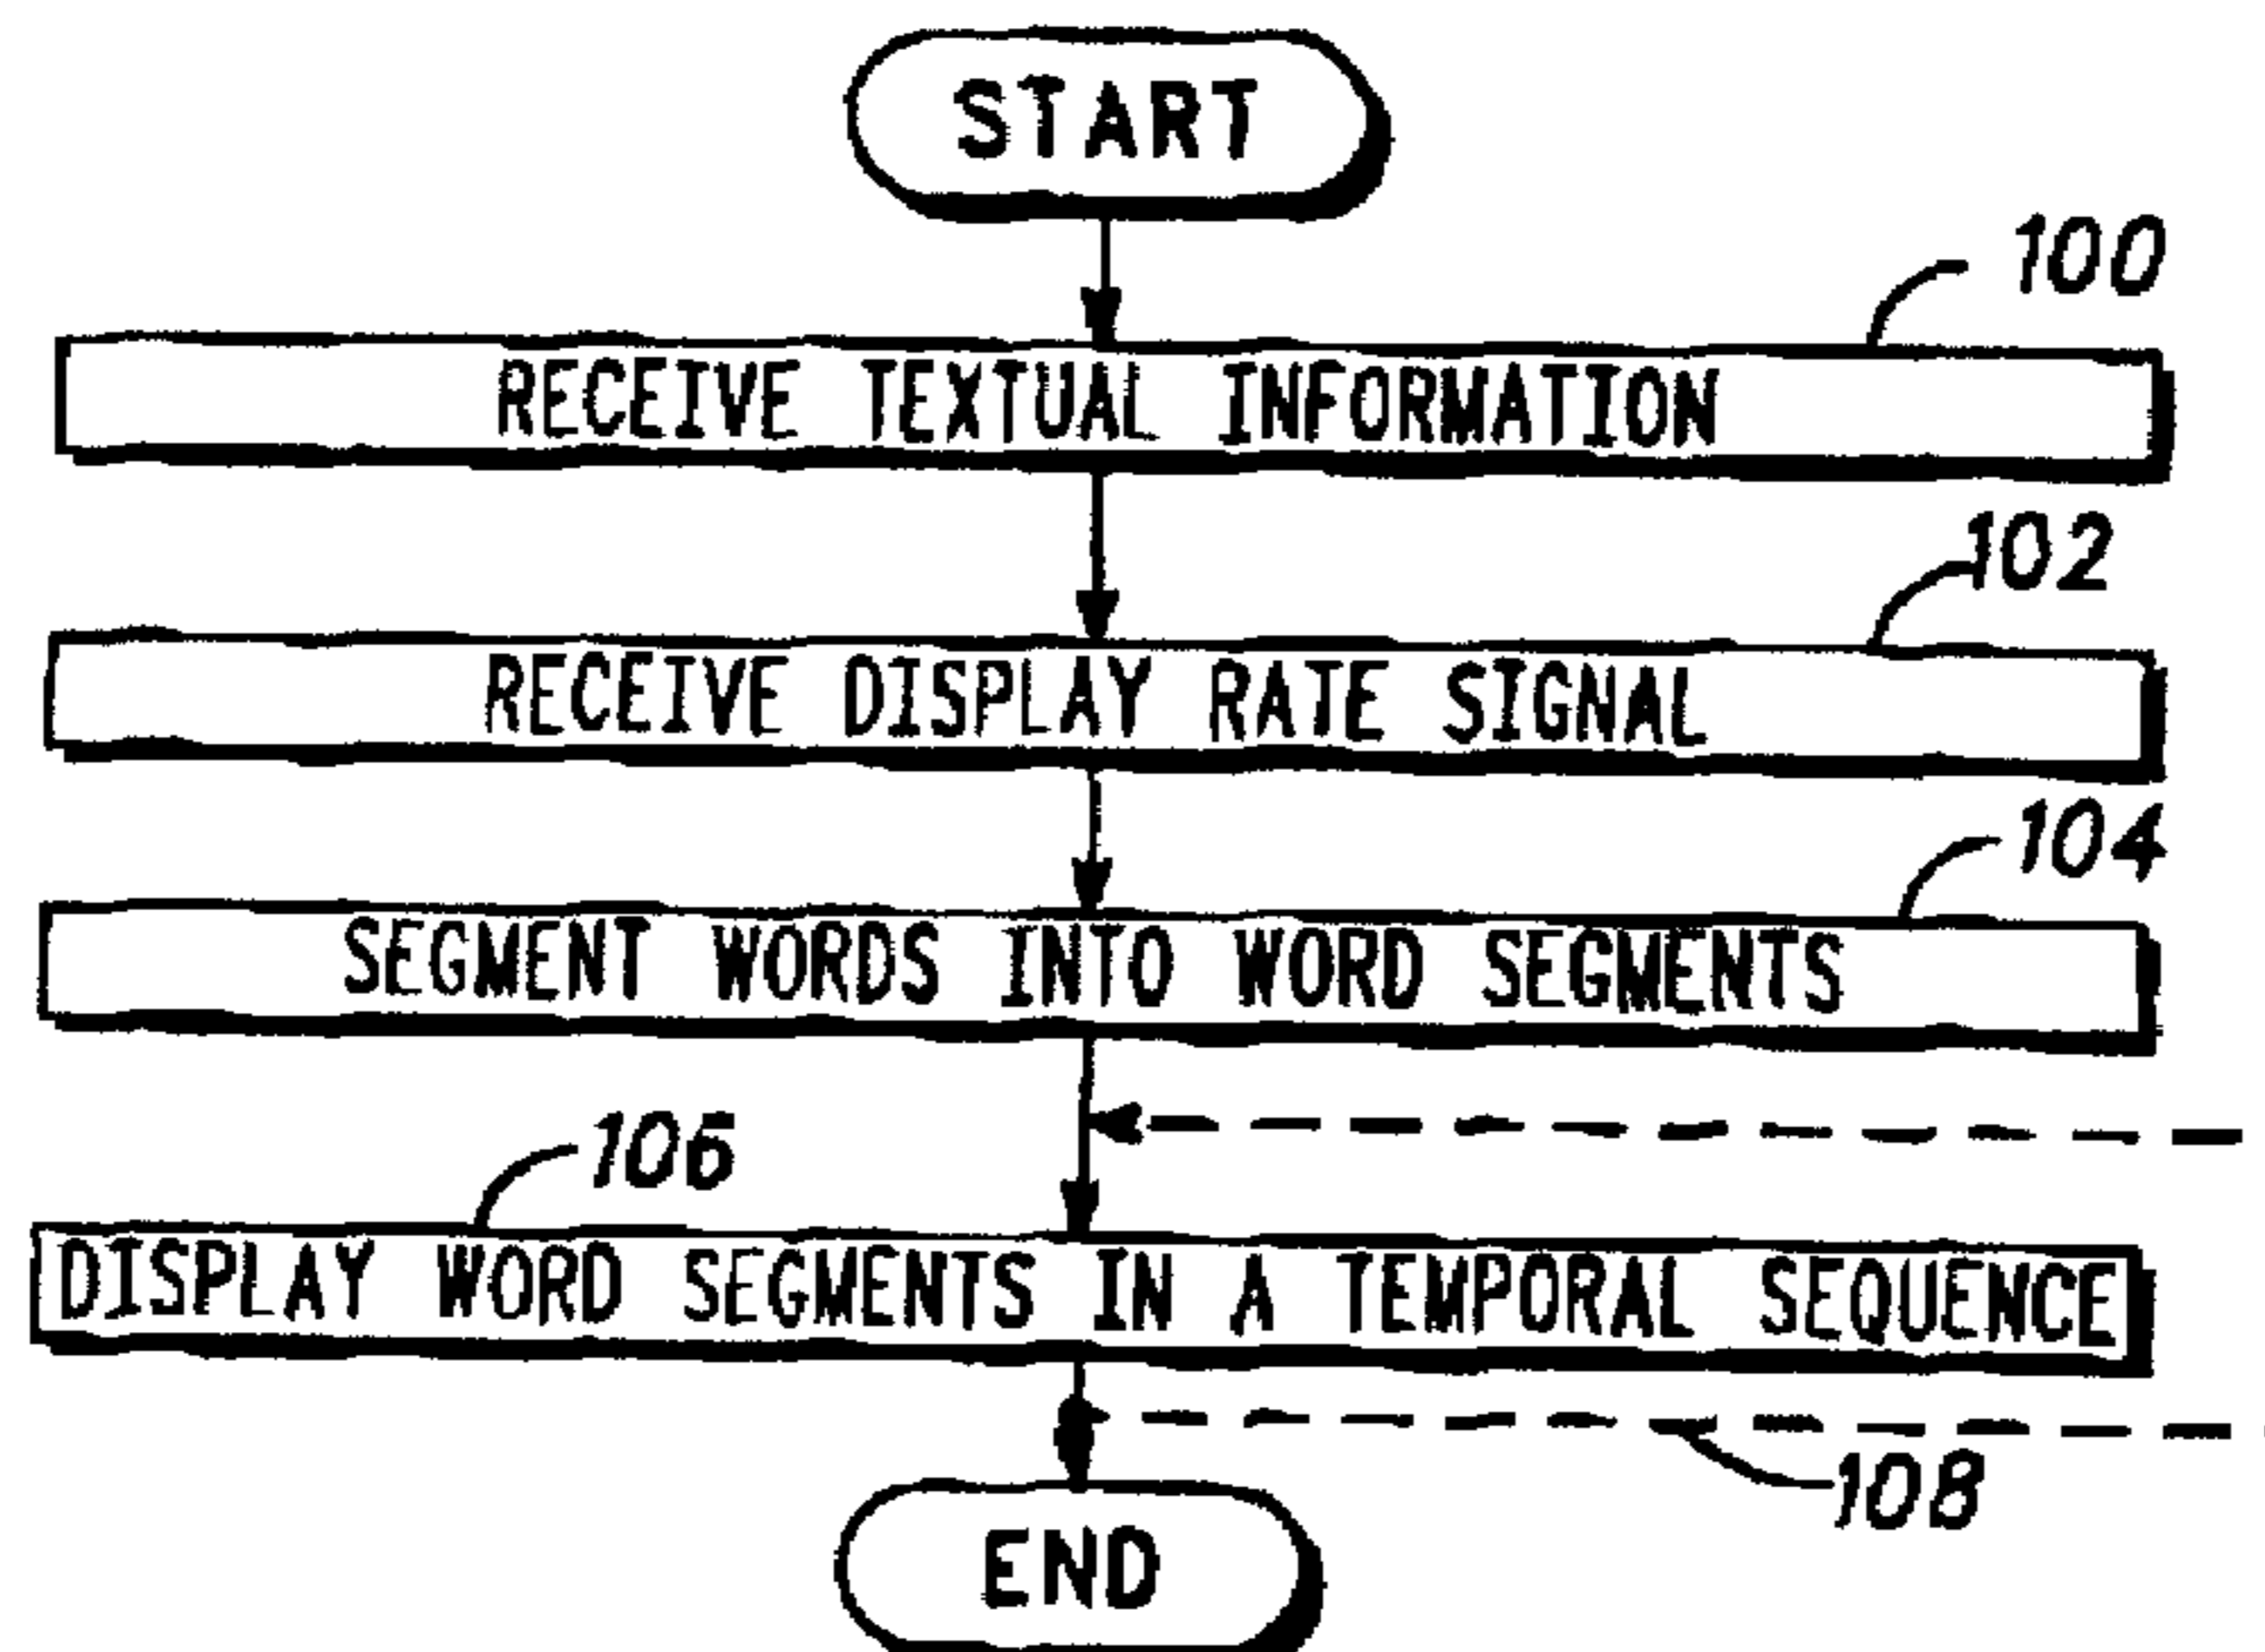 START
100
RECEIVE TEXTUAL INFORMATION
102
RECEIVE DISPLAY RATE SIGNAL
104
SEGMENT WORDS INTO WORD SEGMENTS
106
DISPLAY WORD SEGMENTS IN A TEMPORAL SEQUENCE
108
END